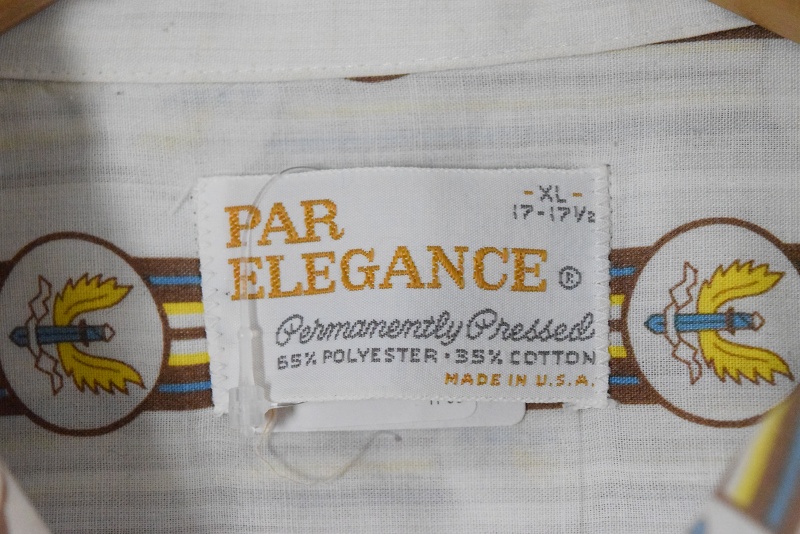 - XL -
17-17½
PAR
ELEGANCE ®
Permanently Pressed
65% POLYESTER · 35% COTTON
MADE IN U.S.A.